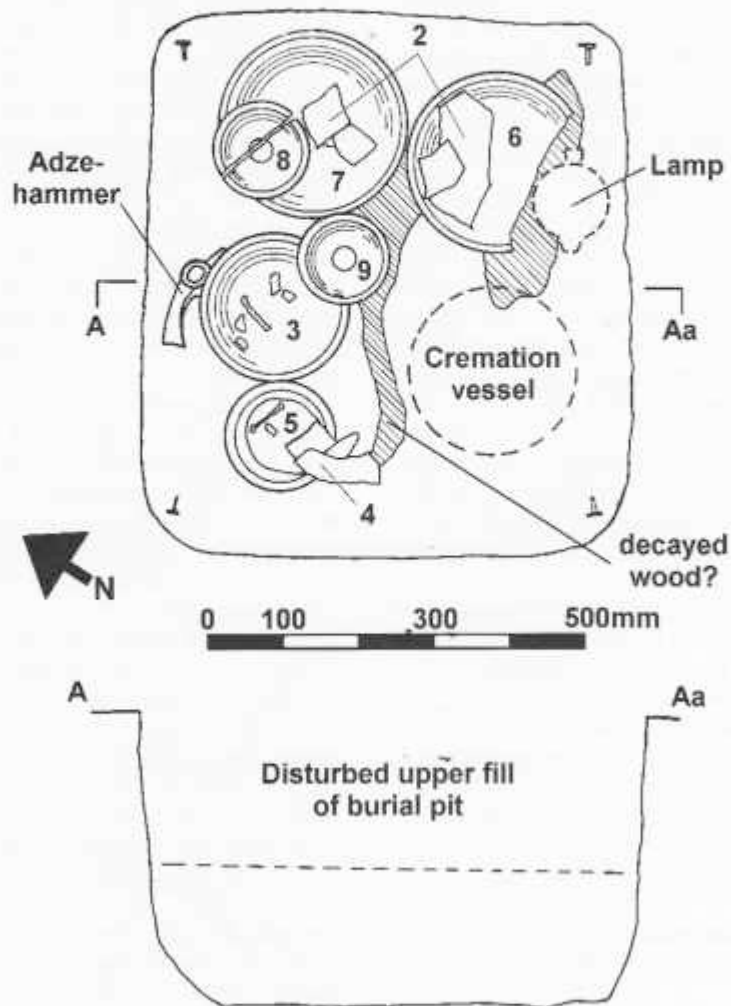 2
6
8
7
Adze-
hammer
Lamp
9
3
A
Aa
Cremation
vessel
5
4
decayed
wood?
N
0 100 300 500mm
A
Aa
Disturbed upper fill
of burial pit